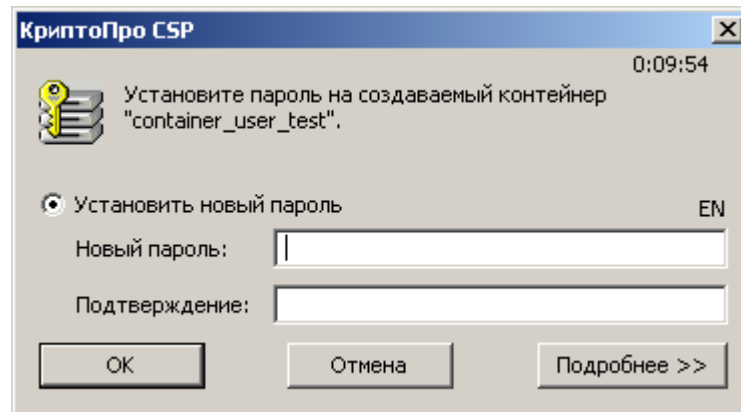 КриптоПро CSP
0:09:54
Установите пароль на создаваемый контейнер
"container_user_test".
Установить новый пароль
EN
Новый пароль:
Подтверждение:
ОК
Отмена
Подробнее >>